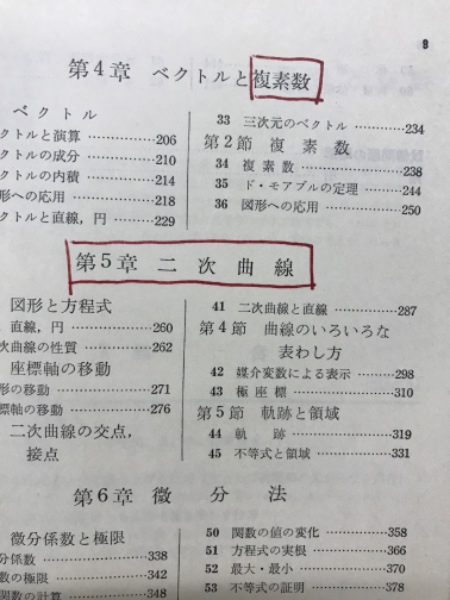 9
第4章 ベクトルと複素数
ベクトル
クトルと演算 ……………206
クトルの成分 ……………210
クトルの内積 ……………214
形への応用 ……………218
クトルと直線，円 ………229
33 三次元のベクトル …………234
第2節 複素数
34 複素数 ……………238
35 ド・モアブルの定理 ………244
36 図形への応用 ……………250
第5章 二次曲線
図形と方程式
直線，円 ……………260
次曲線の性質 ……………262
座標軸の移動
形の移動 ……………271
標軸の移動 ……………276
二次曲線の交点，
接点
41 二次曲線と直線 ……………287
第4節 曲線のいろいろな
表わし方
42 媒介変数による表示 ………298
43 極座標 ……………310
第5節 軌跡と領域
44 軌跡 ……………319
45 不等式と領域 ……………331
第6章 微分法
微分係数と極限
分係数 ……………338
数の極限 ……………342
関数の計算 ……………348
50 関数の値の変化 ……………358
51 方程式の実根 ……………366
52 最大・最小 ……………370
53 不等式の証明 ……………378